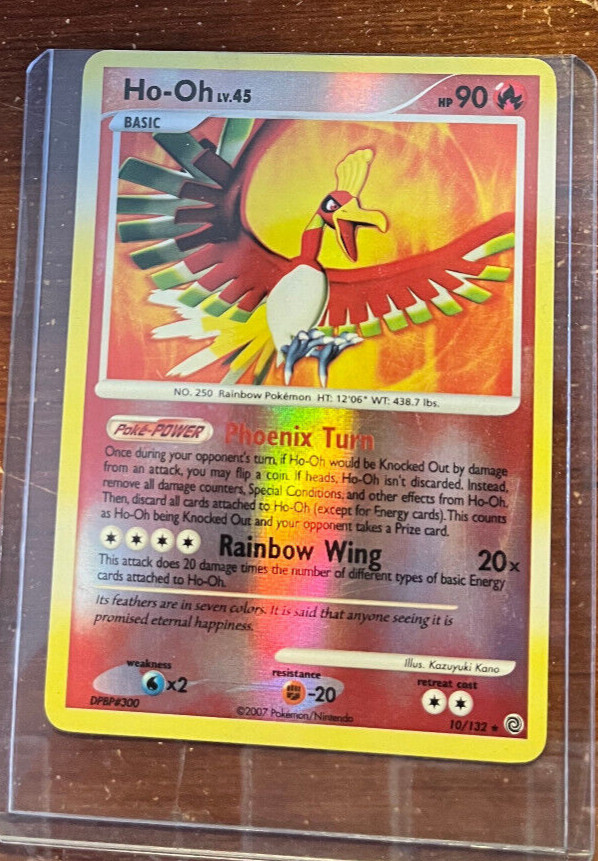 Ho-Oh LV.45
HP 90
BASIC
NO. 250 Rainbow Pokémon HT: 12'06" WT: 438.7 lbs.
Poké-POWER Phoenix Turn
Once during your opponent's turn, if Ho-Oh would be Knocked Out by damage
from an attack, you may flip a coin. If heads, Ho-Oh isn't discarded. Instead,
remove all damage counters, Special Conditions, and other effects from Ho-Oh.
Then, discard all cards attached to Ho-Oh (except for Energy cards). This counts
as Ho-Oh being Knocked Out and your opponent takes a Prize card.
Rainbow Wing 20x
This attack does 20 damage times the number of different types of basic Energy
cards attached to Ho-Oh.
Its feathers are in seven colors. It is said that anyone seeing it is
promised eternal happiness.
Illus. Kazuyuki Kano
weakness
x2
resistance
-20
retreat cost
DPBP#300
©2007 Pokémon/Nintendo
10/132 ★